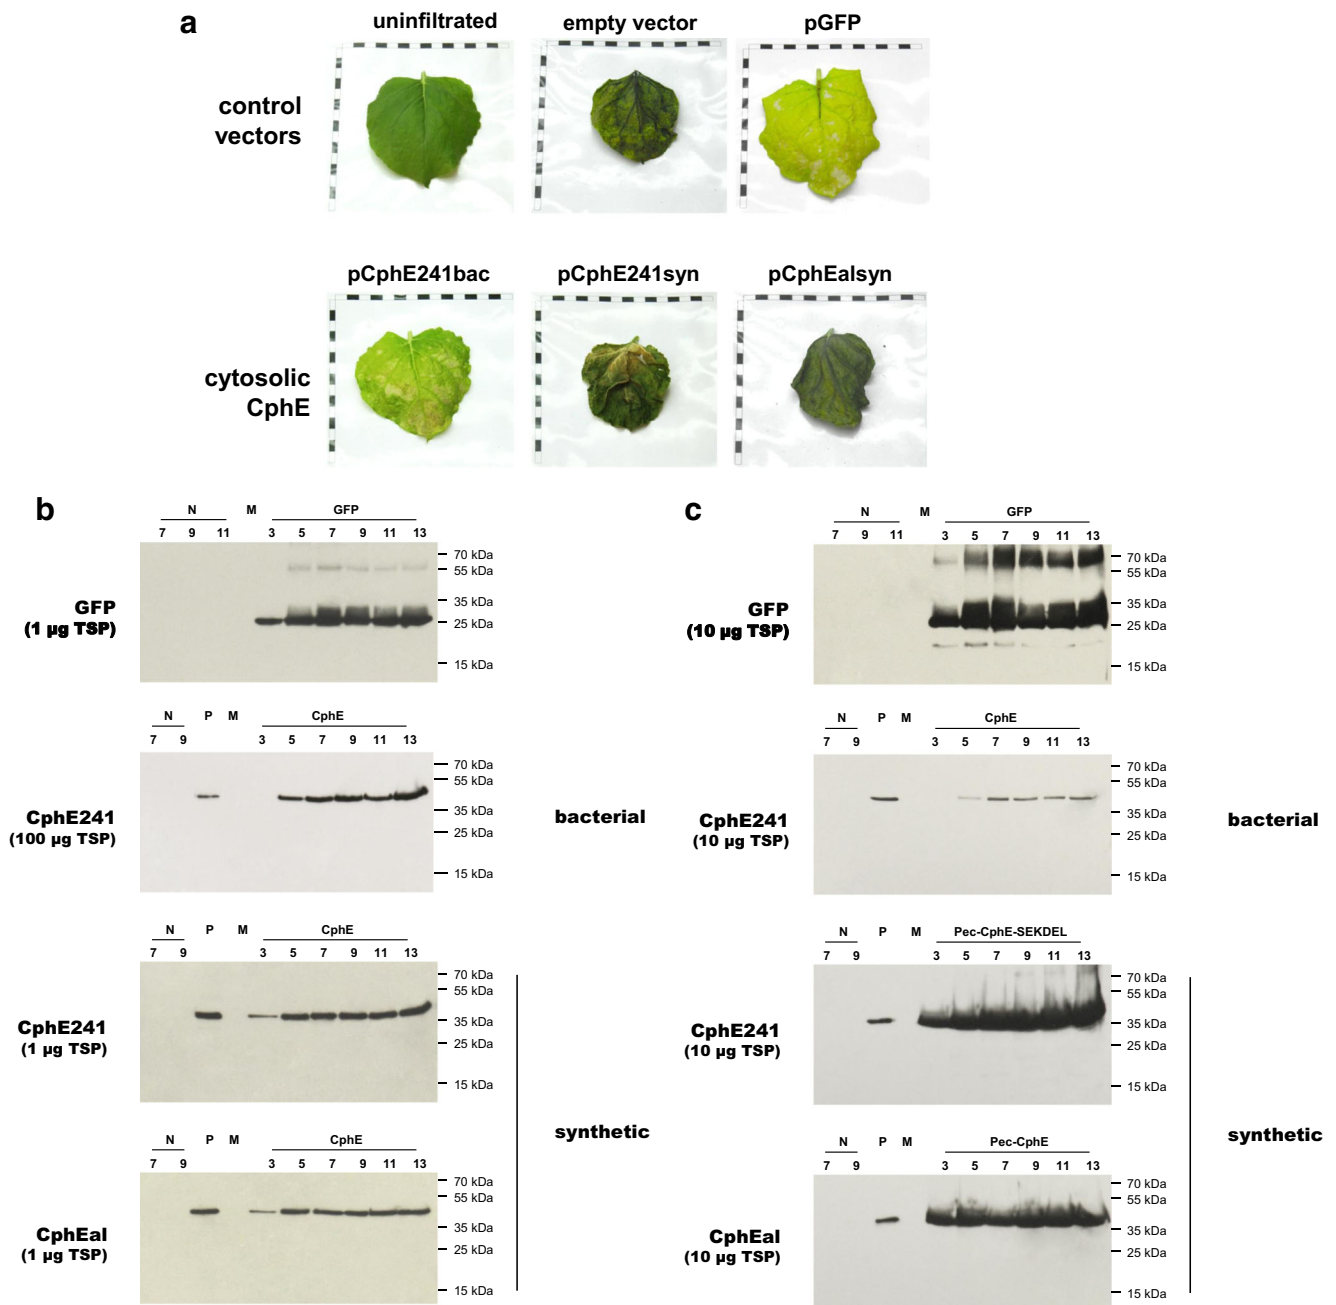 a
uninfiltrated empty vector pGFP
control
vectors
pCphE241bac pCphE241syn pCphEalsyn
cytosolic
CphE
b
N M GFP
7 9 11 3 5 7 9 11 13
GFP
(1 µg TSP)
70 kDa
55 kDa
35 kDa
25 kDa
15 kDa
N P M CphE
7 9 3 5 7 9 11 13
CphE241
(100 µg TSP)
70 kDa
55 kDa
35 kDa
25 kDa
15 kDa
bacterial
N P M CphE
7 9 3 5 7 9 11 13
CphE241
(1 µg TSP)
70 kDa
55 kDa
35 kDa
25 kDa
15 kDa
synthetic
N P M CphE
7 9 3 5 7 9 11 13
CphEal
(1 µg TSP)
70 kDa
55 kDa
35 kDa
25 kDa
15 kDa
c
N M GFP
7 9 11 3 5 7 9 11 13
GFP
(10 µg TSP)
70 kDa
55 kDa
35 kDa
25 kDa
15 kDa
N P M CphE
7 9 3 5 7 9 11 13
CphE241
(10 µg TSP)
70 kDa
55 kDa
35 kDa
25 kDa
15 kDa
bacterial
N P M Pec-CphE-SEKDEL
7 9 3 5 7 9 11 13
CphE241
(10 µg TSP)
70 kDa
55 kDa
35 kDa
25 kDa
15 kDa
synthetic
N P M Pec-CphE
7 9 3 5 7 9 11 13
CphEal
(10 µg TSP)
70 kDa
55 kDa
35 kDa
25 kDa
15 kDa